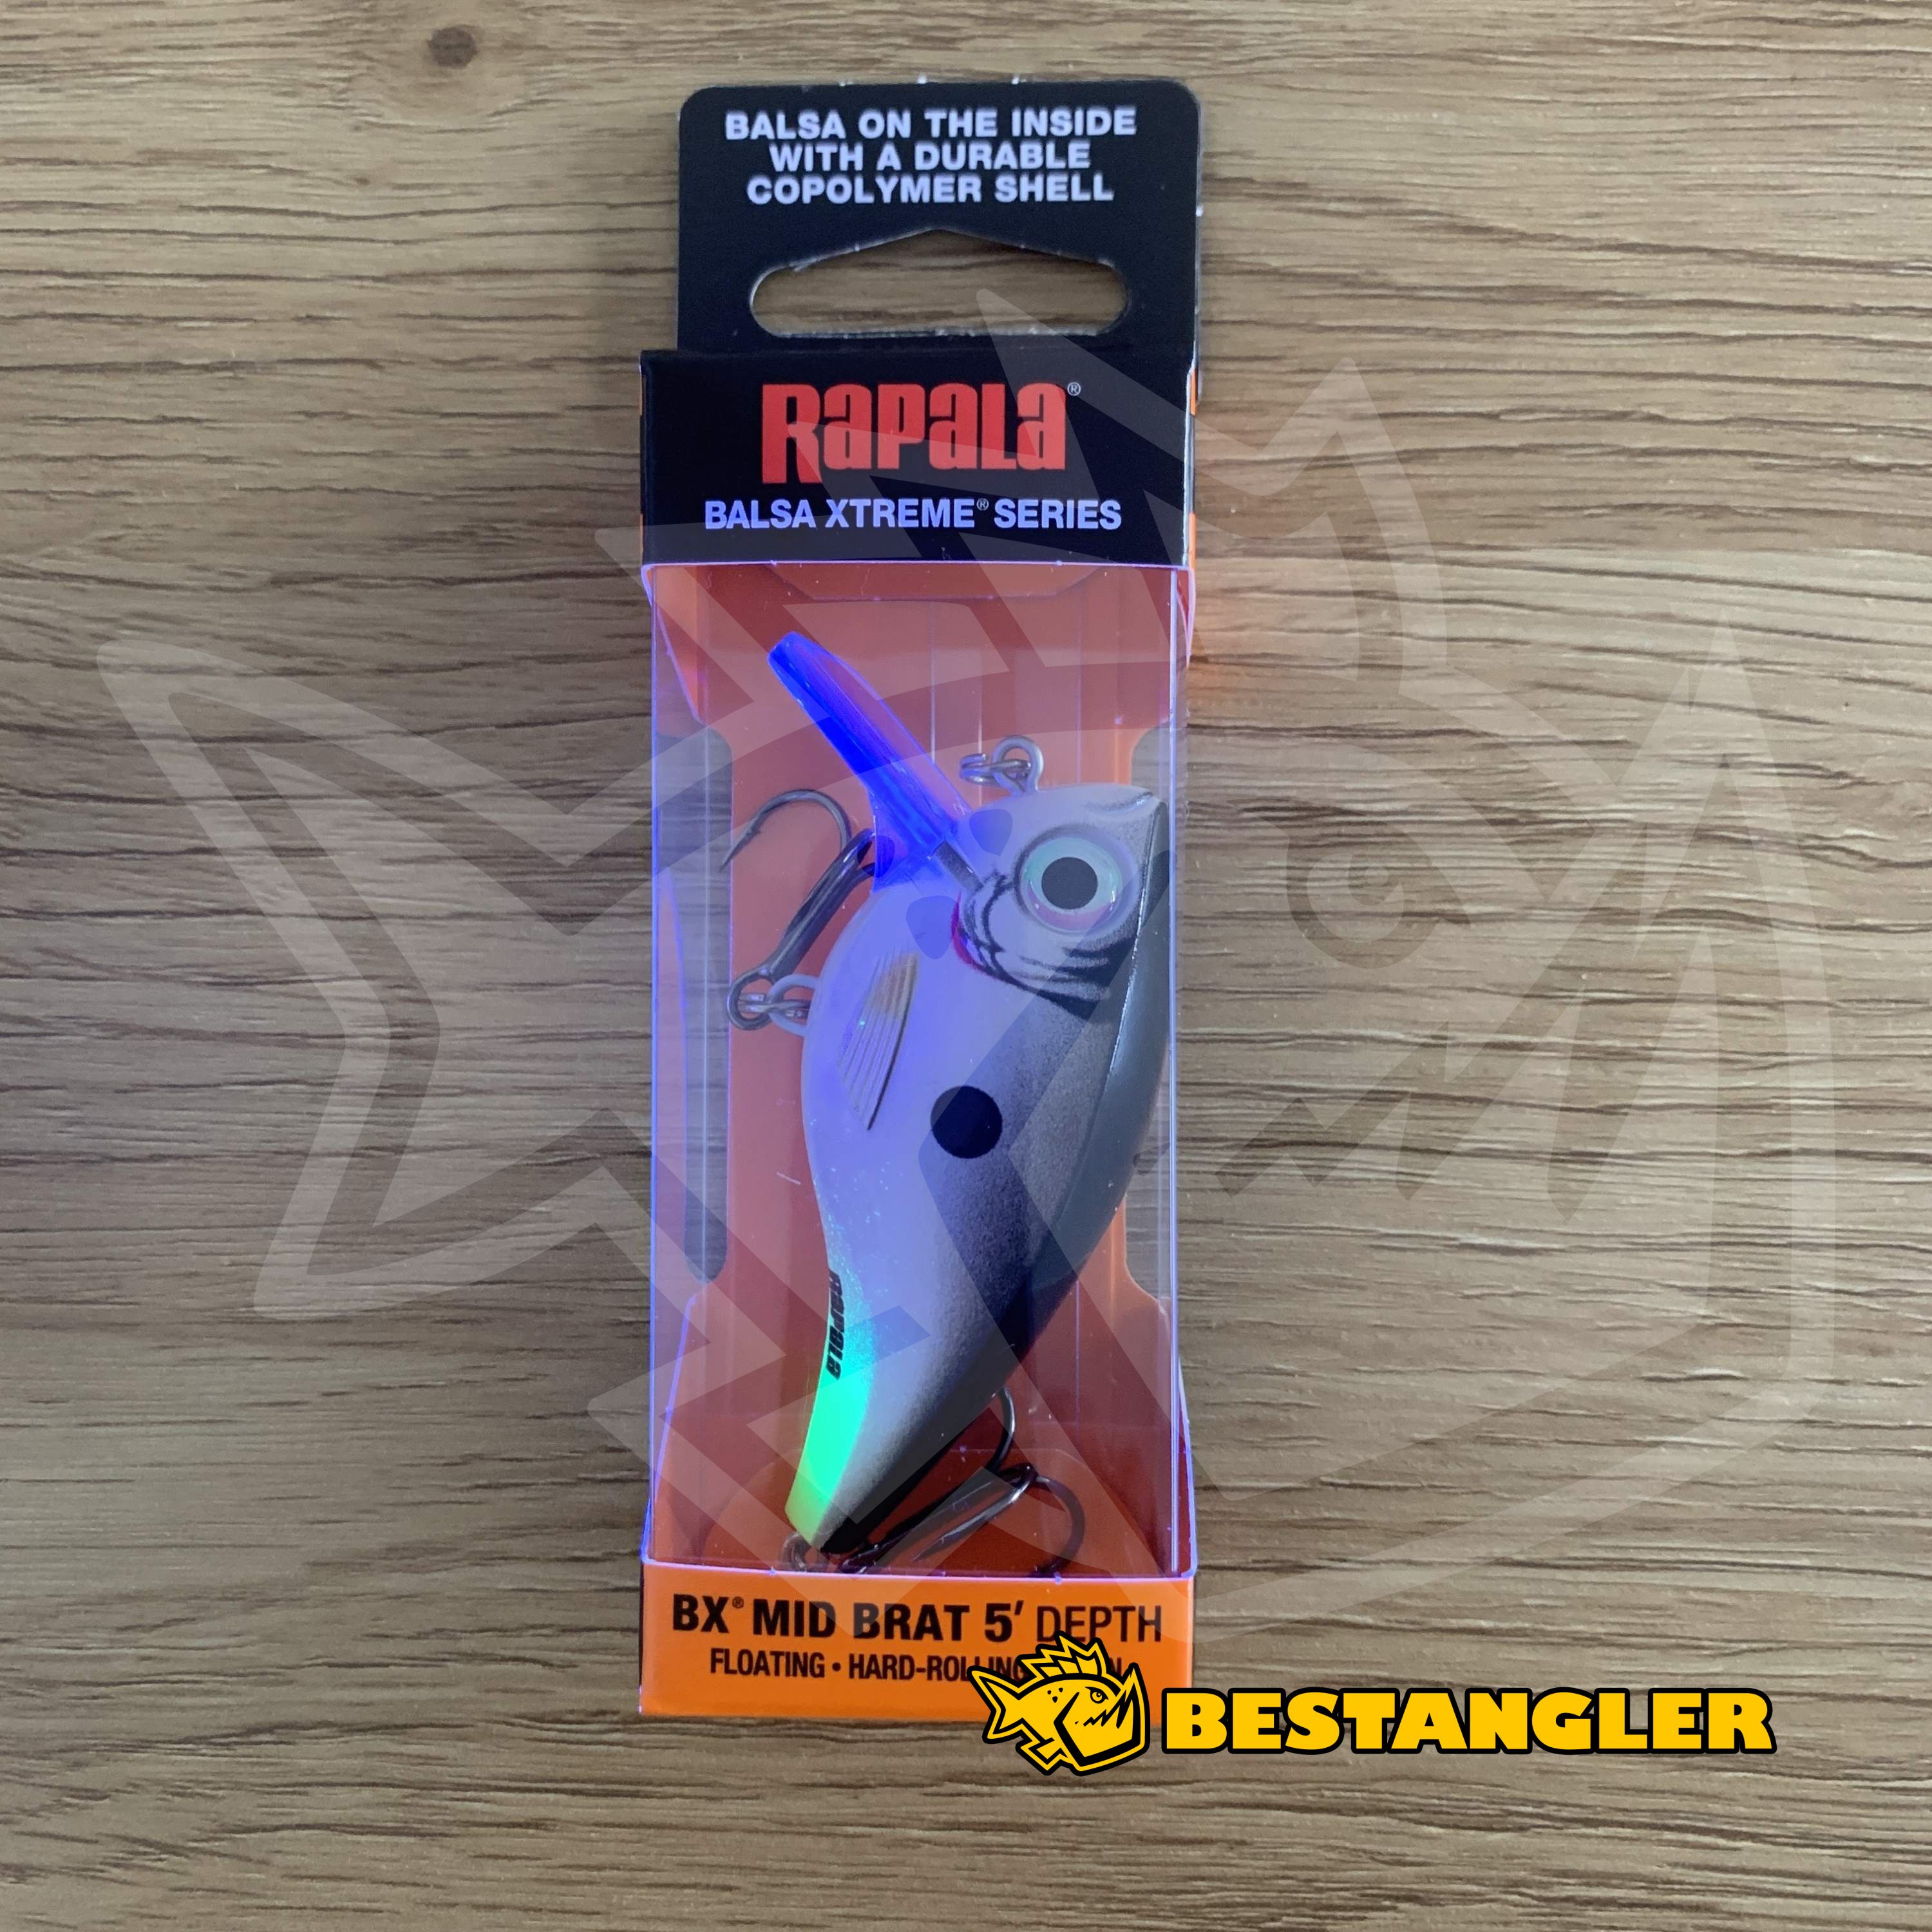 BALSA ON THE INSIDE
WITH A DURABLE
COPOLYMER SHELL
Rapala®
BALSA XTREME® SERIES
Rapala
BX® MID BRAT 5' DEPTH
FLOATING • HARD-ROLLING
BESTANGLER